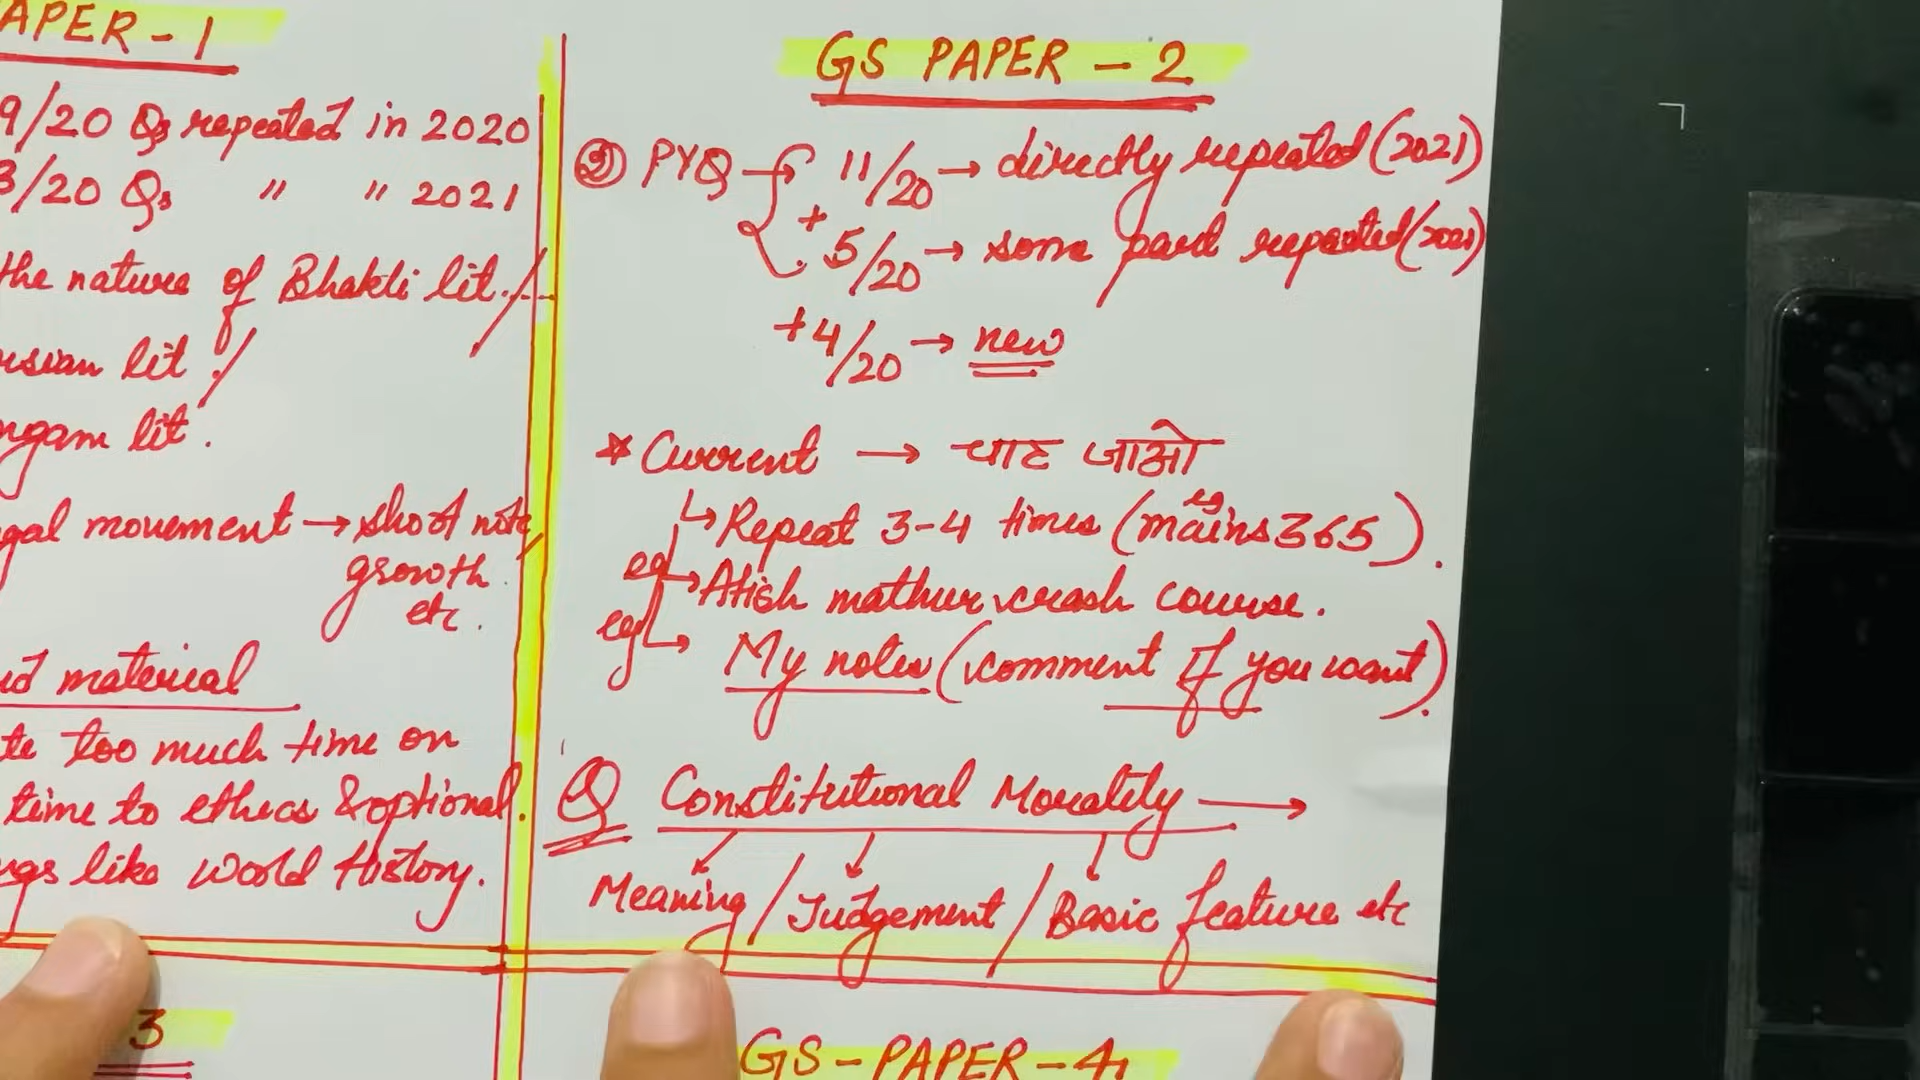 APER - 1
9/20 Qs repeated in 2020
3/20 Qs " " 2021
the nature of Bhakti lit./--
rsian lit./
ngam lit.
gal movement → short note
growth
etc.
material
te too much time on
time to ethics & optional.
ngs like world History.
GS PAPER - 2
② PYQ → 11/20 → directly repeated (2021)
+ 5/20 → some part repeated (2021)
+4/20 → new
* Current → चाट जाओ
↳ Repeat 3-4 times (eg mains 365).
eg → Atish mathur crash course.
eg → My notes (comment if you want).
Q Constitutional Morality →
Meaning / Judgement / Basic feature etc
3
GS-PAPER-4